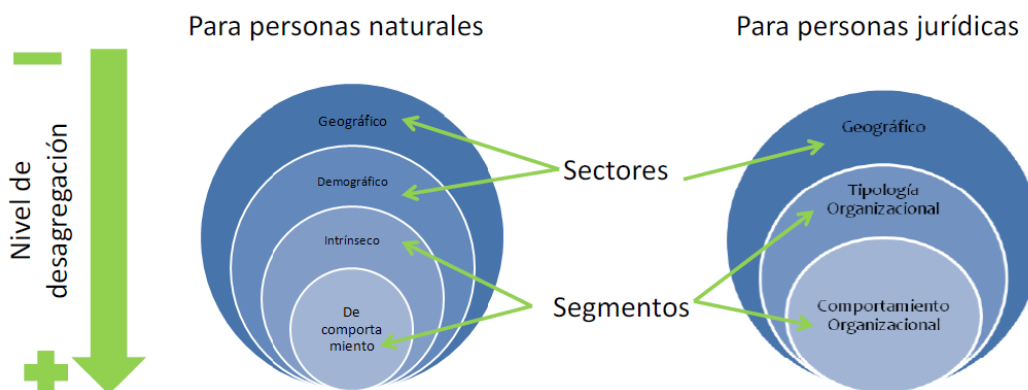 Para personas naturales
Para personas jurídicas
Nivel de
desagregación
Geográfico
Demográfico
Intrínseco
De
comporta
miento
Sectores
Segmentos
Geográfico
Tipología
Organizacional
Comportamiento
Organizacional